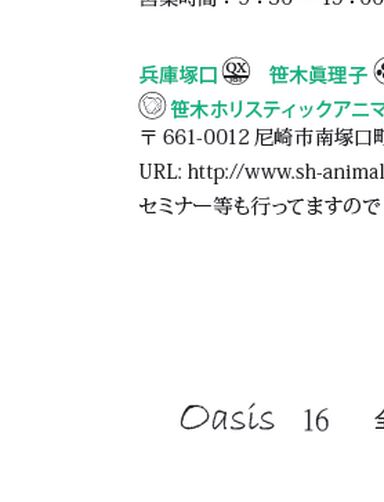 営業時間：9：30　19：00
兵庫塚口 QX 笹木眞理子
笹木ホリスティックアニマ
〒661-0012 尼崎市南塚口町
URL: http://www.sh-animal
セミナー等も行ってますので
Oasis 16